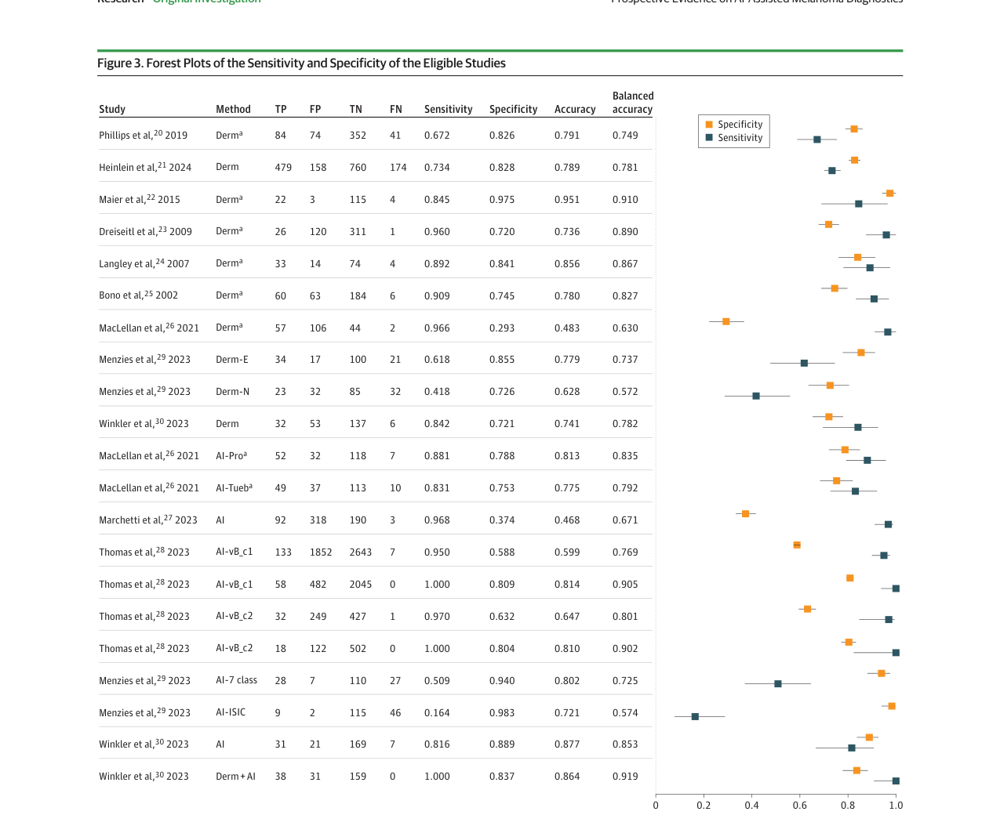 Research Original Investigation
Prospective Evidence on AI-Assisted Melanoma Diagnostics
Figure 3. Forest Plots of the Sensitivity and Specificity of the Eligible Studies
Study Method TP FP TN FN Sensitivity Specificity Accuracy Balanced accuracy
Phillips et al,20 2019 Derma 84 74 352 41 0.672 0.826 0.791 0.749
Heinlein et al,21 2024 Derm 479 158 760 174 0.734 0.828 0.789 0.781
Maier et al,22 2015 Derma 22 3 115 4 0.845 0.975 0.951 0.910
Dreiseitl et al,23 2009 Derma 26 120 311 1 0.960 0.720 0.736 0.890
Langley et al,24 2007 Derma 33 14 74 4 0.892 0.841 0.856 0.867
Bono et al,25 2002 Derma 60 63 184 6 0.909 0.745 0.780 0.827
MacLellan et al,26 2021 Derma 57 106 44 2 0.966 0.293 0.483 0.630
Menzies et al,29 2023 Derm-E 34 17 100 21 0.618 0.855 0.779 0.737
Menzies et al,29 2023 Derm-N 23 32 85 32 0.418 0.726 0.628 0.572
Winkler et al,30 2023 Derm 32 53 137 6 0.842 0.721 0.741 0.782
MacLellan et al,26 2021 AI-Proa 52 32 118 7 0.881 0.788 0.813 0.835
MacLellan et al,26 2021 AI-Tueba 49 37 113 10 0.831 0.753 0.775 0.792
Marchetti et al,27 2023 AI 92 318 190 3 0.968 0.374 0.468 0.671
Thomas et al,28 2023 AI-vB_c1 133 1852 2643 7 0.950 0.588 0.599 0.769
Thomas et al,28 2023 AI-vB_c1 58 482 2045 0 1.000 0.809 0.814 0.905
Thomas et al,28 2023 AI-vB_c2 32 249 427 1 0.970 0.632 0.647 0.801
Thomas et al,28 2023 AI-vB_c2 18 122 502 0 1.000 0.804 0.810 0.902
Menzies et al,29 2023 AI-7 class 28 7 110 27 0.509 0.940 0.802 0.725
Menzies et al,29 2023 AI-ISIC 9 2 115 46 0.164 0.983 0.721 0.574
Winkler et al,30 2023 AI 31 21 169 7 0.816 0.889 0.877 0.853
Winkler et al,30 2023 Derm + AI 38 31 159 0 1.000 0.837 0.864 0.919
Specificity
Sensitivity
0 0.2 0.4 0.6 0.8 1.0